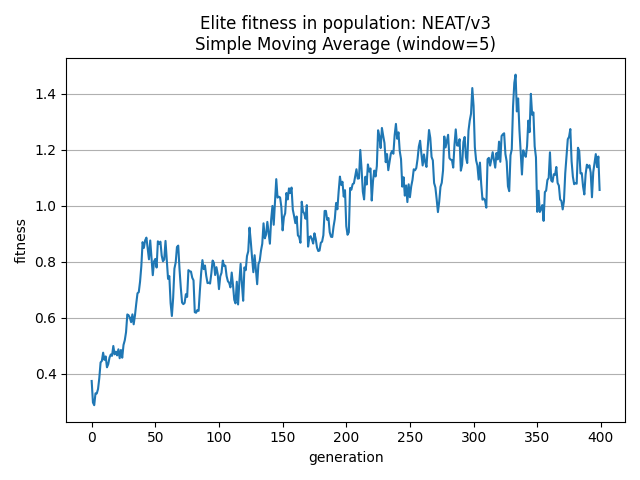 Elite fitness in population: NEAT/v3
Simple Moving Average (window=5)
1.4
1.2
1.0
0.8
0.6
0.4
fitness
0 50 100 150 200 250 300 350 400
generation